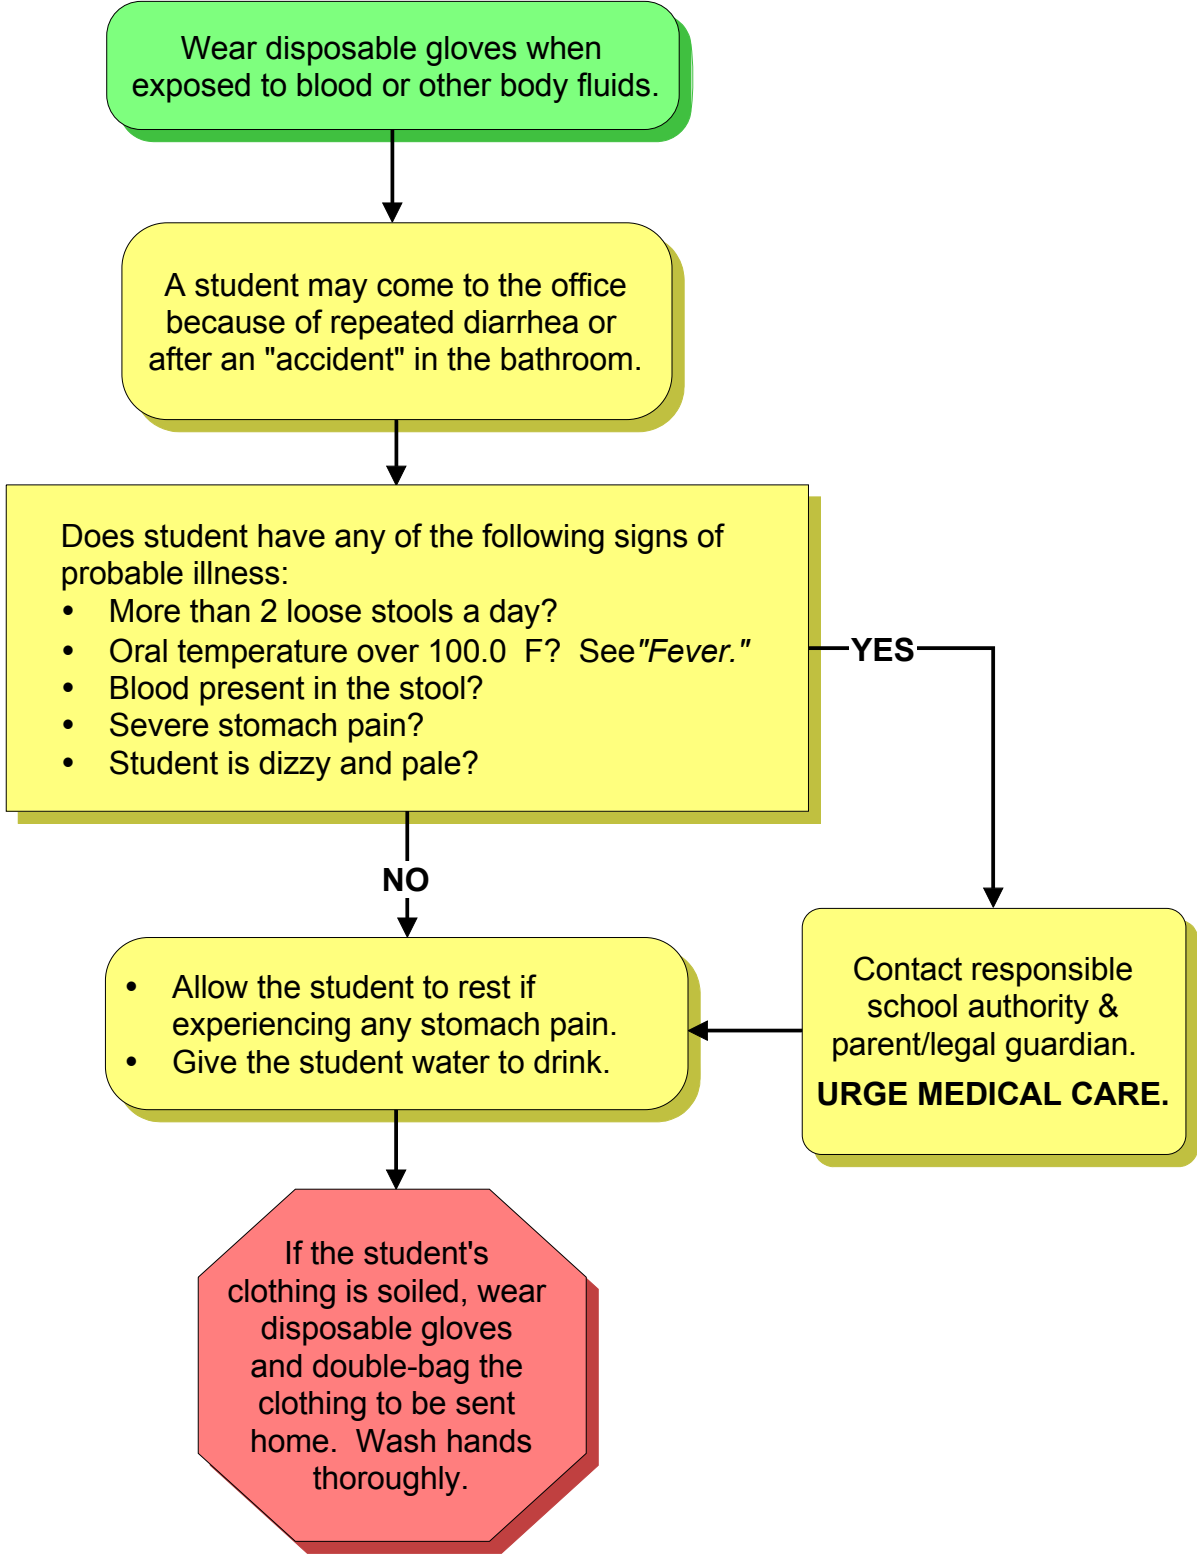 Wear disposable gloves when
exposed to blood or other body fluids.
A student may come to the office
because of repeated diarrhea or
after an "accident" in the bathroom.
Does student have any of the following signs of
probable illness:
• More than 2 loose stools a day?
• Oral temperature over 100.0  F?  See"Fever."
• Blood present in the stool?
• Severe stomach pain?
• Student is dizzy and pale?
YES
NO
• Allow the student to rest if
experiencing any stomach pain.
• Give the student water to drink.
Contact responsible
school authority &
parent/legal guardian.
URGE MEDICAL CARE.
If the student's
clothing is soiled, wear
disposable gloves
and double-bag the
clothing to be sent
home.  Wash hands
thoroughly.